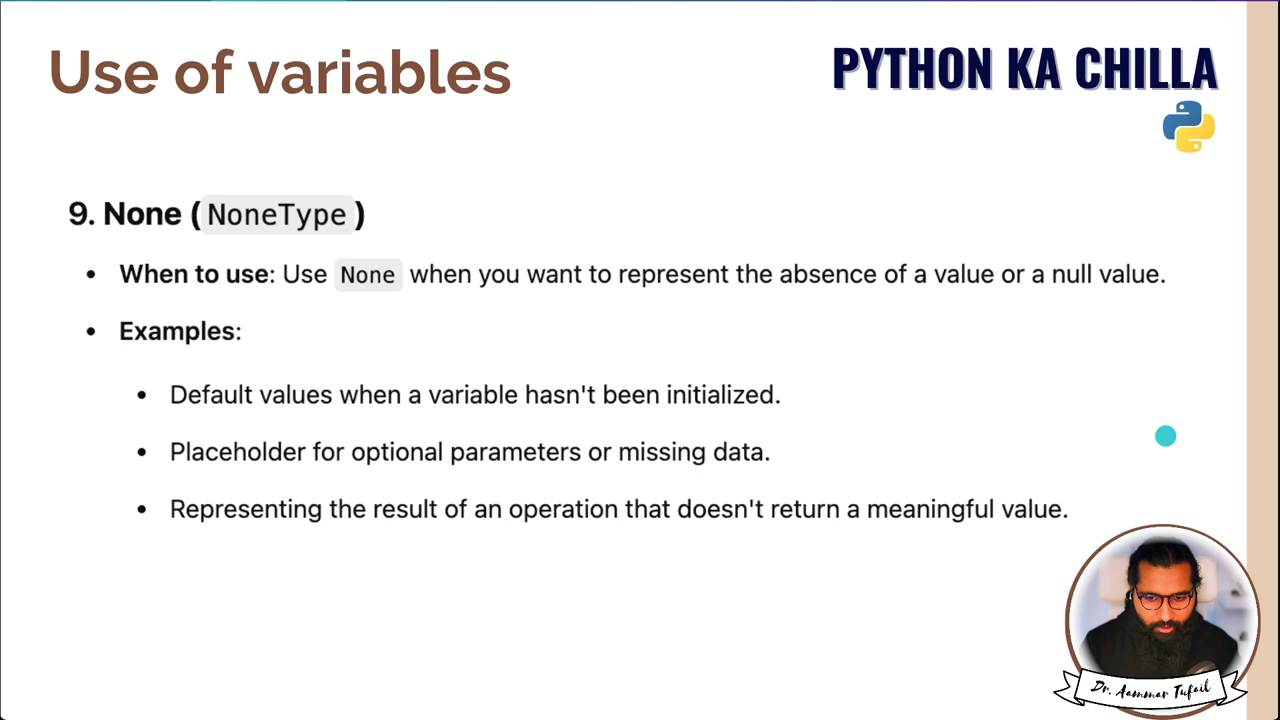 Use of variables
PYTHON KA CHILLA
9. None (NoneType)
• When to use: Use None when you want to represent the absence of a value or a null value.
• Examples:
• Default values when a variable hasn't been initialized.
• Placeholder for optional parameters or missing data.
• Representing the result of an operation that doesn't return a meaningful value.
Dr. Aammar Tufail